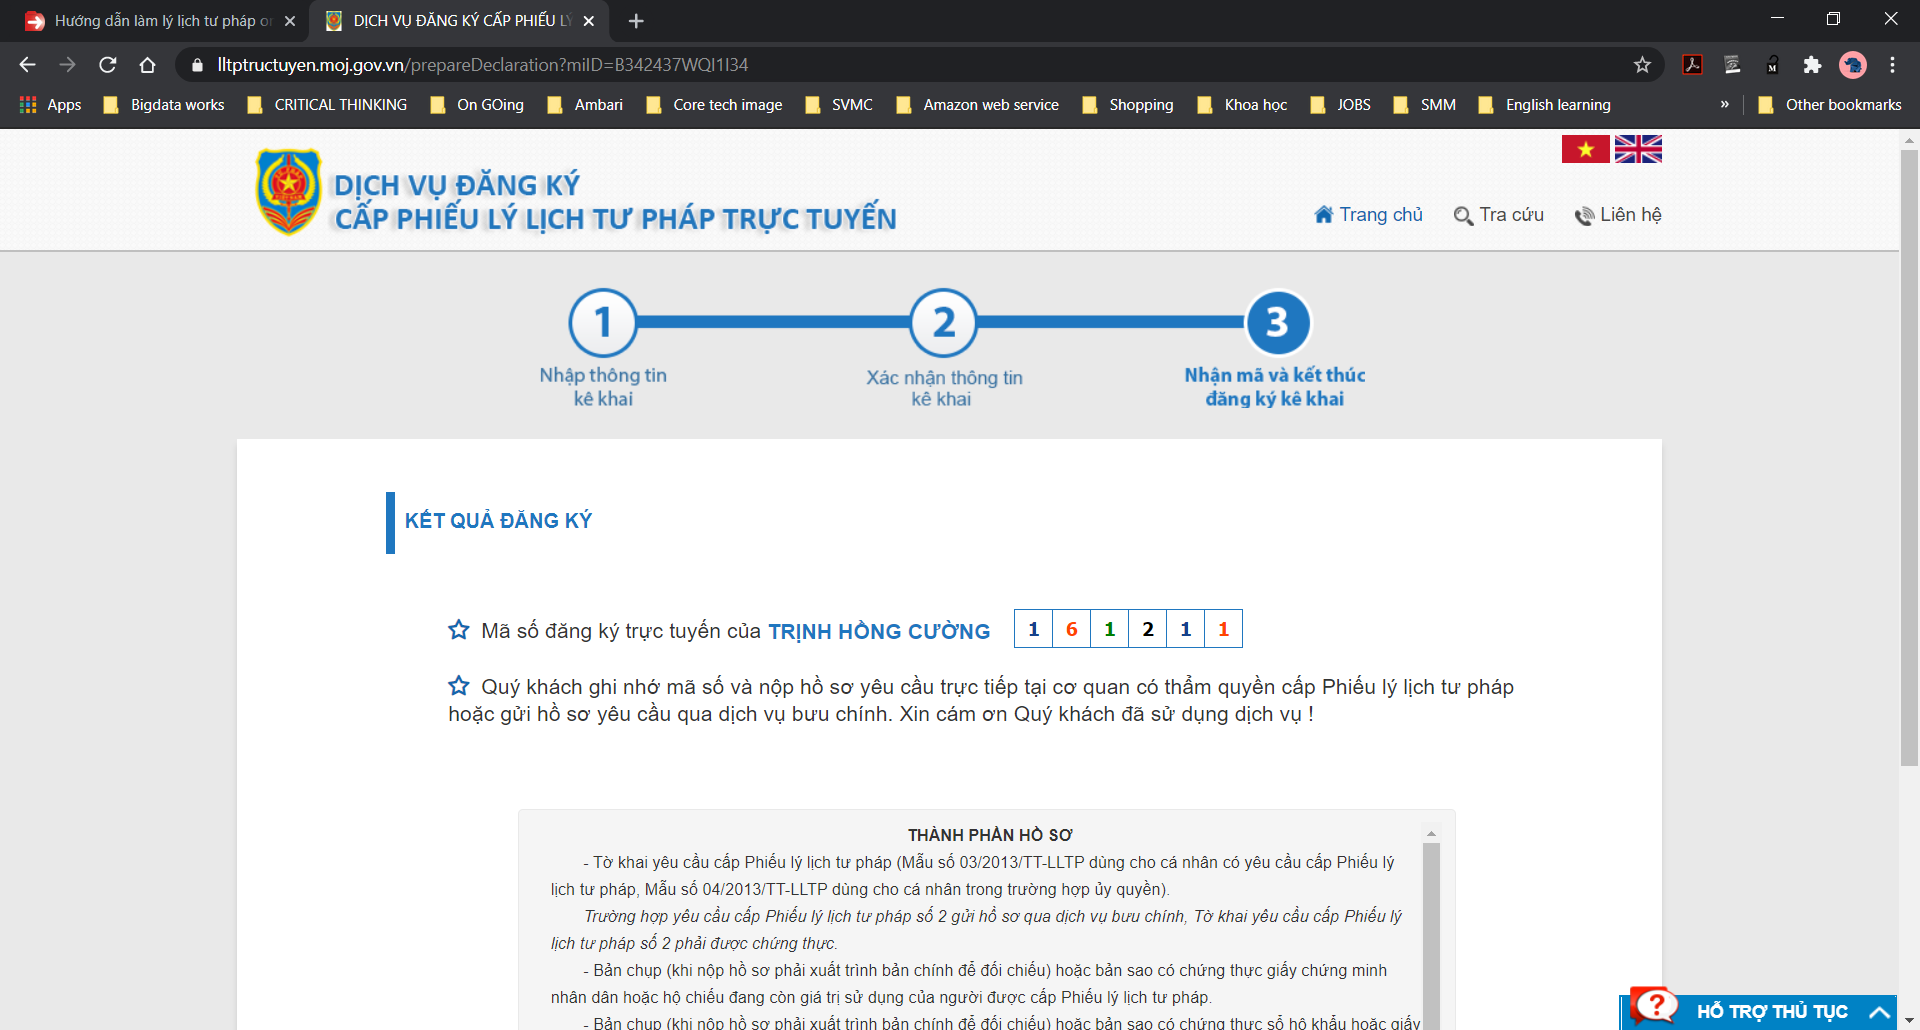 Hướng dẫn làm lý lịch tư pháp
DỊCH VỤ ĐĂNG KÝ CẤP PHIẾU
lltptructuyen.moj.gov.vn/prepareDeclaration?miID=B342437WQI1I34
Apps Bigdata works CRITICAL THINKING On GOing Ambari Core tech image SVMC Amazon web service Shopping Khoa học JOBS SMM English learning » Other bookmarks
DỊCH VỤ ĐĂNG KÝ
CẤP PHIẾU LÝ LỊCH TƯ PHÁP TRỰC TUYẾN
Trang chủ Tra cứu Liên hệ
1 2 3
Nhập thông tin
kê khai
Xác nhận thông tin
kê khai
Nhận mã và kết thúc
đăng ký kê khai
KẾT QUẢ ĐĂNG KÝ
Mã số đăng ký trực tuyến của TRỊNH HỒNG CƯỜNG 1 6 1 2 1 1
Quý khách ghi nhớ mã số và nộp hồ sơ yêu cầu trực tiếp tại cơ quan có thẩm quyền cấp Phiếu lý lịch tư pháp
hoặc gửi hồ sơ yêu cầu qua dịch vụ bưu chính. Xin cám ơn Quý khách đã sử dụng dịch vụ !
THÀNH PHẦN HỒ SƠ
- Tờ khai yêu cầu cấp Phiếu lý lịch tư pháp (Mẫu số 03/2013/TT-LLTP dùng cho cá nhân có yêu cầu cấp Phiếu lý
lịch tư pháp, Mẫu số 04/2013/TT-LLTP dùng cho cá nhân trong trường hợp ủy quyền).
Trường hợp yêu cầu cấp Phiếu lý lịch tư pháp số 2 gửi hồ sơ qua dịch vụ bưu chính, Tờ khai yêu cầu cấp Phiếu lý
lịch tư pháp số 2 phải được chứng thực.
- Bản chụp (khi nộp hồ sơ phải xuất trình bản chính để đối chiếu) hoặc bản sao có chứng thực giấy chứng minh
nhân dân hoặc hộ chiếu đang còn giá trị sử dụng của người được cấp Phiếu lý lịch tư pháp.
- Bản chụp (khi nộp hồ sơ phải xuất trình bản chính để đối chiếu) hoặc bản sao có chứng thực sổ hộ khẩu hoặc giấy
HỖ TRỢ THỦ TỤC